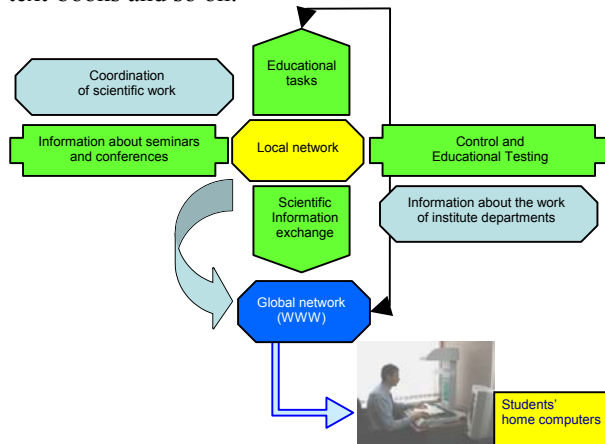 text-books and so on.
Educational
tasks
Coordination
of scientific work
Information about seminars
and conferences
Local network
Control and
Educational Testing
Scientific
Information
exchange
Information about the work
of institute departments
Global network
(WWW)
Students'
home computers